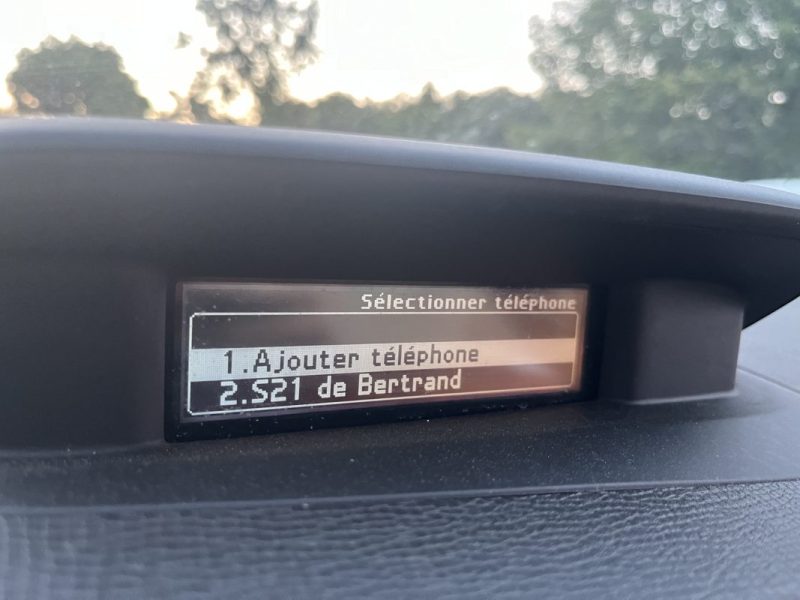 Sélectionner téléphone
1.Ajouter téléphone
2.S21 de Bertrand